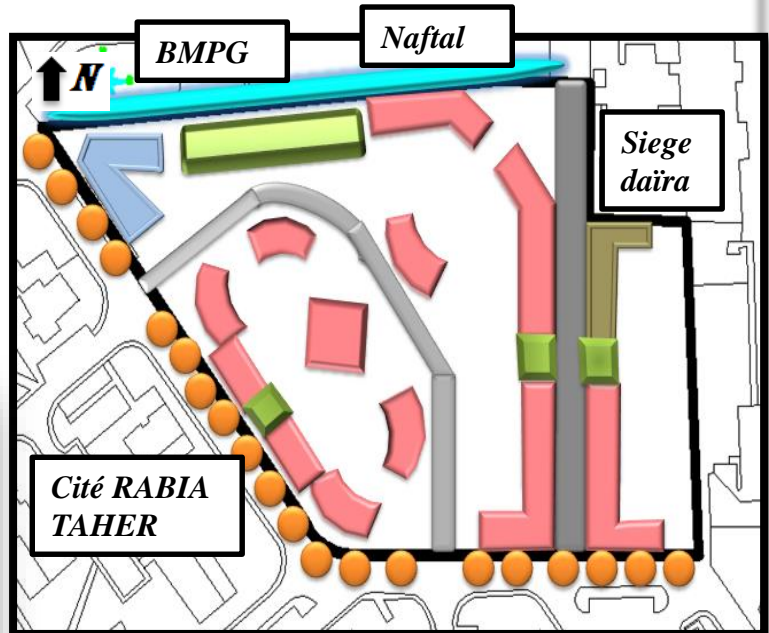 BMPG
Naftal
N
Siege
daïra
Cité RABIA
TAHER